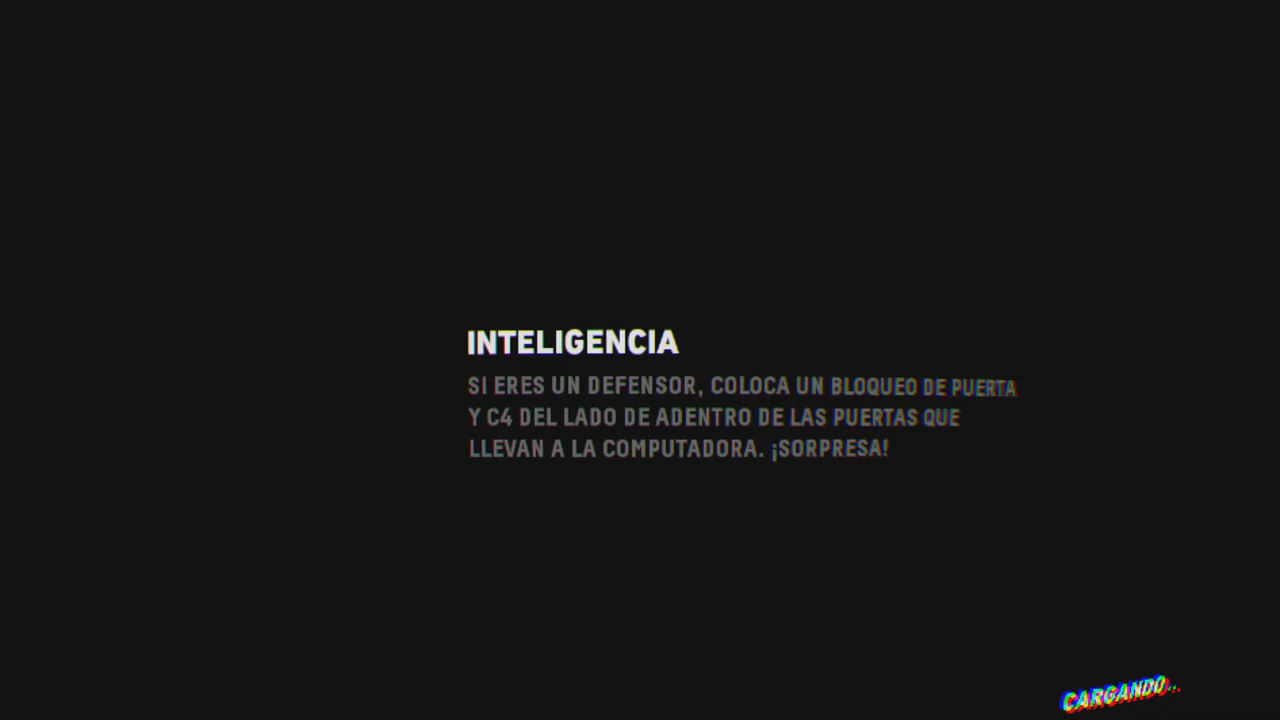 INTELIGENCIA
SI ERES UN DEFENSOR, COLOCA UN BLOQUEO DE PUERTA
Y C4 DEL LADO DE ADENTRO DE LAS PUERTAS QUE
LLEVAN A LA COMPUTADORA. ¡SORPRESA!
CARGANDO...